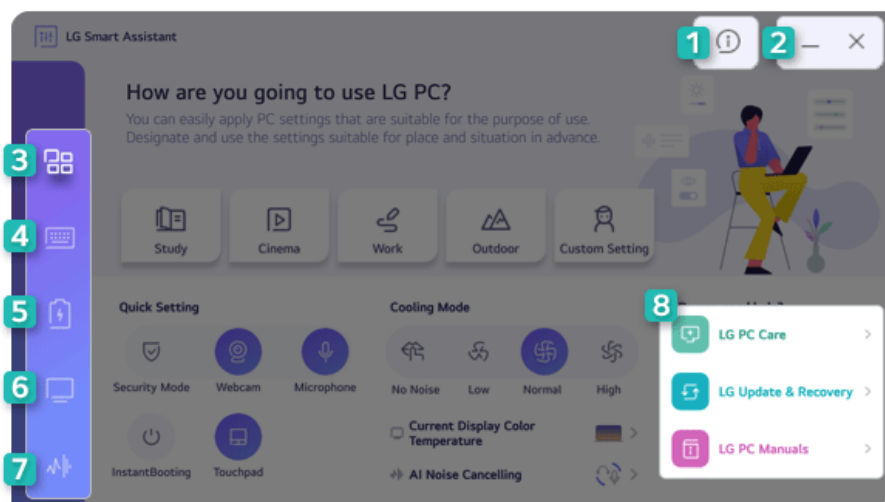 LG Smart Assistant
1
2
How are you going to use LG PC?
You can easily apply PC settings that are suitable for the purpose of use.
Designate and use the settings suitable for place and situation in advance.
3
4
5
6
7
Study
Cinema
Work
Outdoor
Custom Setting
Quick Setting
Security Mode
Webcam
Microphone
InstantBooting
Touchpad
Cooling Mode
No Noise
Low
Normal
High
Current Display Color
Temperature
AI Noise Cancelling
8
LG PC Care
LG Update & Recovery
LG PC Manuals